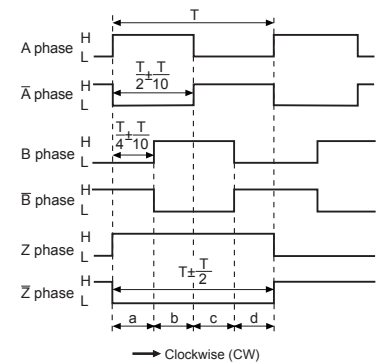 T
A phase H
L
T/2 ± T/10
A̅ phase H
L
T/4 ± T/10
B phase H
L
B̅ phase H
L
Z phase H
L
T ± T/2
Z̅ phase H
L
a b c d
Clockwise (CW)